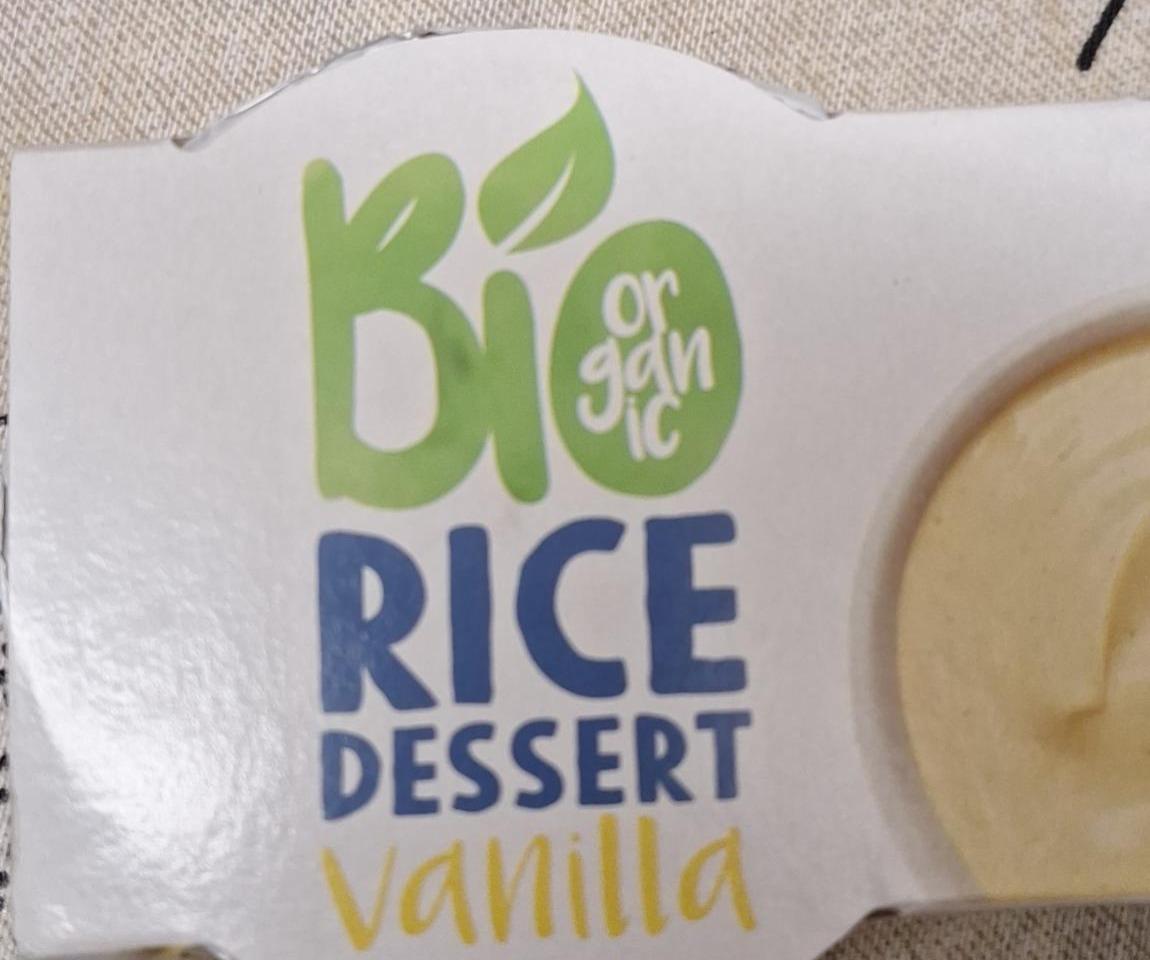 Bio
or
gan
ic
RICE
DESSERT
vanilla